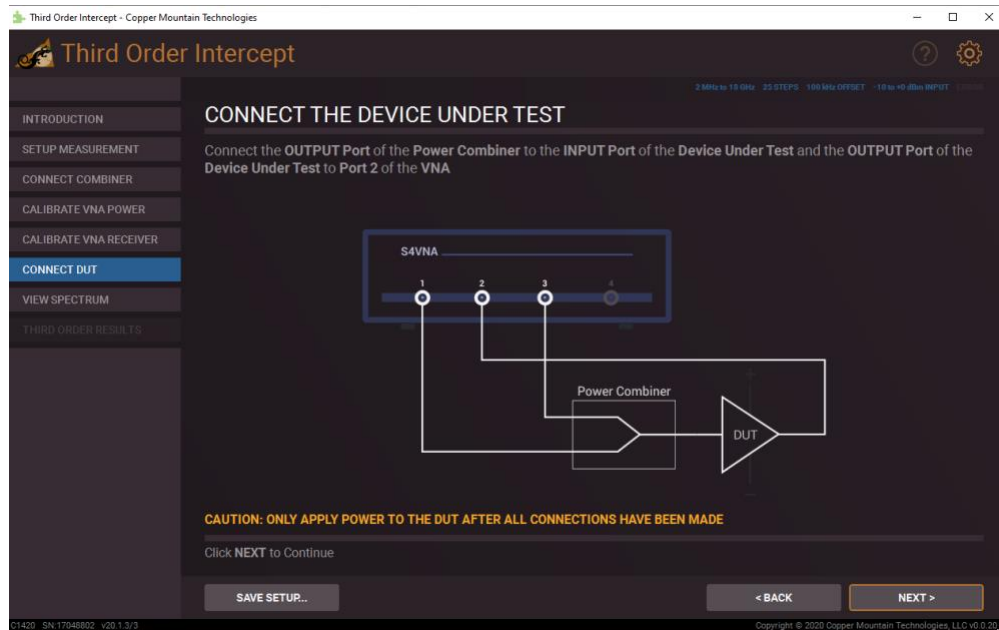 Third Order Intercept - Copper Mountain Technologies
Third Order Intercept
?
2 MHz to 18 GHz 25 STEPS 100 kHz OFFSET -10 to +0 dBm INPUT
INTRODUCTION
SETUP MEASUREMENT
CONNECT COMBINER
CALIBRATE VNA POWER
CALIBRATE VNA RECEIVER
CONNECT DUT
VIEW SPECTRUM
THIRD ORDER RESULTS
CONNECT THE DEVICE UNDER TEST
Connect the OUTPUT Port of the Power Combiner to the INPUT Port of the Device Under Test and the OUTPUT Port of the
Device Under Test to Port 2 of the VNA
S4VNA
1 2 3 4
Power Combiner
DUT
CAUTION: ONLY APPLY POWER TO THE DUT AFTER ALL CONNECTIONS HAVE BEEN MADE
Click NEXT to Continue
SAVE SETUP...
< BACK
NEXT >
C1420 SN:17048802 v20.1.3/3
Copyright © 2020 Copper Mountain Technologies, LLC v0.0.20